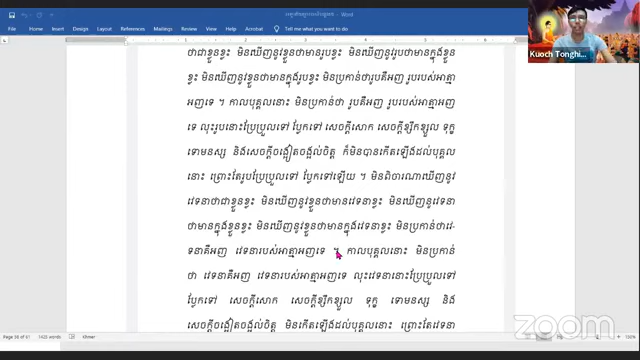 Word
File Home Insert Draw Design Layout References Mailings Review View Help Acrobat Tell me what you want to do
Kuoch Tonghi...
ថាជាខ្លួនខ្លះ មិនឃើញនូវខ្លួនថាមានរូបខ្លះ មិនឃើញនូវរូបថាមានក្នុងខ្លួន
ខ្លះ មិនឃើញនូវខ្លួនថាមានក្នុងរូបខ្លះ មិនប្រកាន់ថារូបគឺអញ រូបរបស់អាត្មា
អញទេ ។ កាលបុគ្គលនោះ មិនប្រកាន់ថា រូបគឺអញ រូបរបស់អាត្មាអញ
ទេ លុះរូបនោះប្រែប្រួលទៅ ប្លែកទៅ សេចក្តីសោក សេចក្តីខ្សឹកខ្សួល ទុក្ខ
ទោមនស្ស និងសេចក្តីចង្អៀតចង្អល់ចិត្ត ក៏មិនបានកើតឡើងដល់បុគ្គល
នោះ ព្រោះតែរូបប្រែប្រួលទៅ ប្លែកទៅឡើយ ។ មិនពិចារណាឃើញនូវ
វេទនាថាជាខ្លួនខ្លះ មិនឃើញនូវខ្លួនថាមានវេទនាខ្លះ មិនឃើញនូវវេទនា
ថាមានក្នុងខ្លួនខ្លះ មិនឃើញនូវខ្លួនថាមានក្នុងវេទនាខ្លះ មិនប្រកាន់ថាវេ-
ទនាគឺអញ វេទនារបស់អាត្មាអញទេ ។ កាលបុគ្គលនោះ មិនប្រកាន់
ថា វេទនាគឺអញ វេទនារបស់អាត្មាអញទេ លុះវេទនានោះប្រែប្រួលទៅ
ប្លែកទៅ សេចក្តីសោក សេចក្តីខ្សឹកខ្សួល ទុក្ខ ទោមនស្ស និង
សេចក្តីចង្អៀតចង្អល់ចិត្ត មិនកើតឡើងដល់បុគ្គលនោះ ព្រោះតែវេទនា
zoom
Khmer